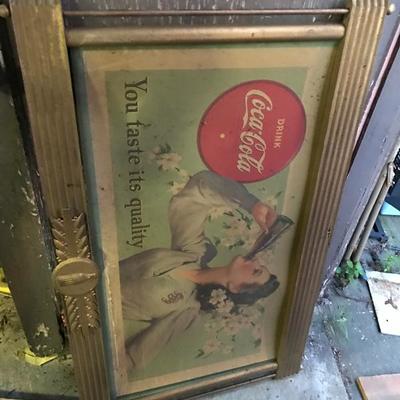 DRINK
Coca-Cola
You taste its quality